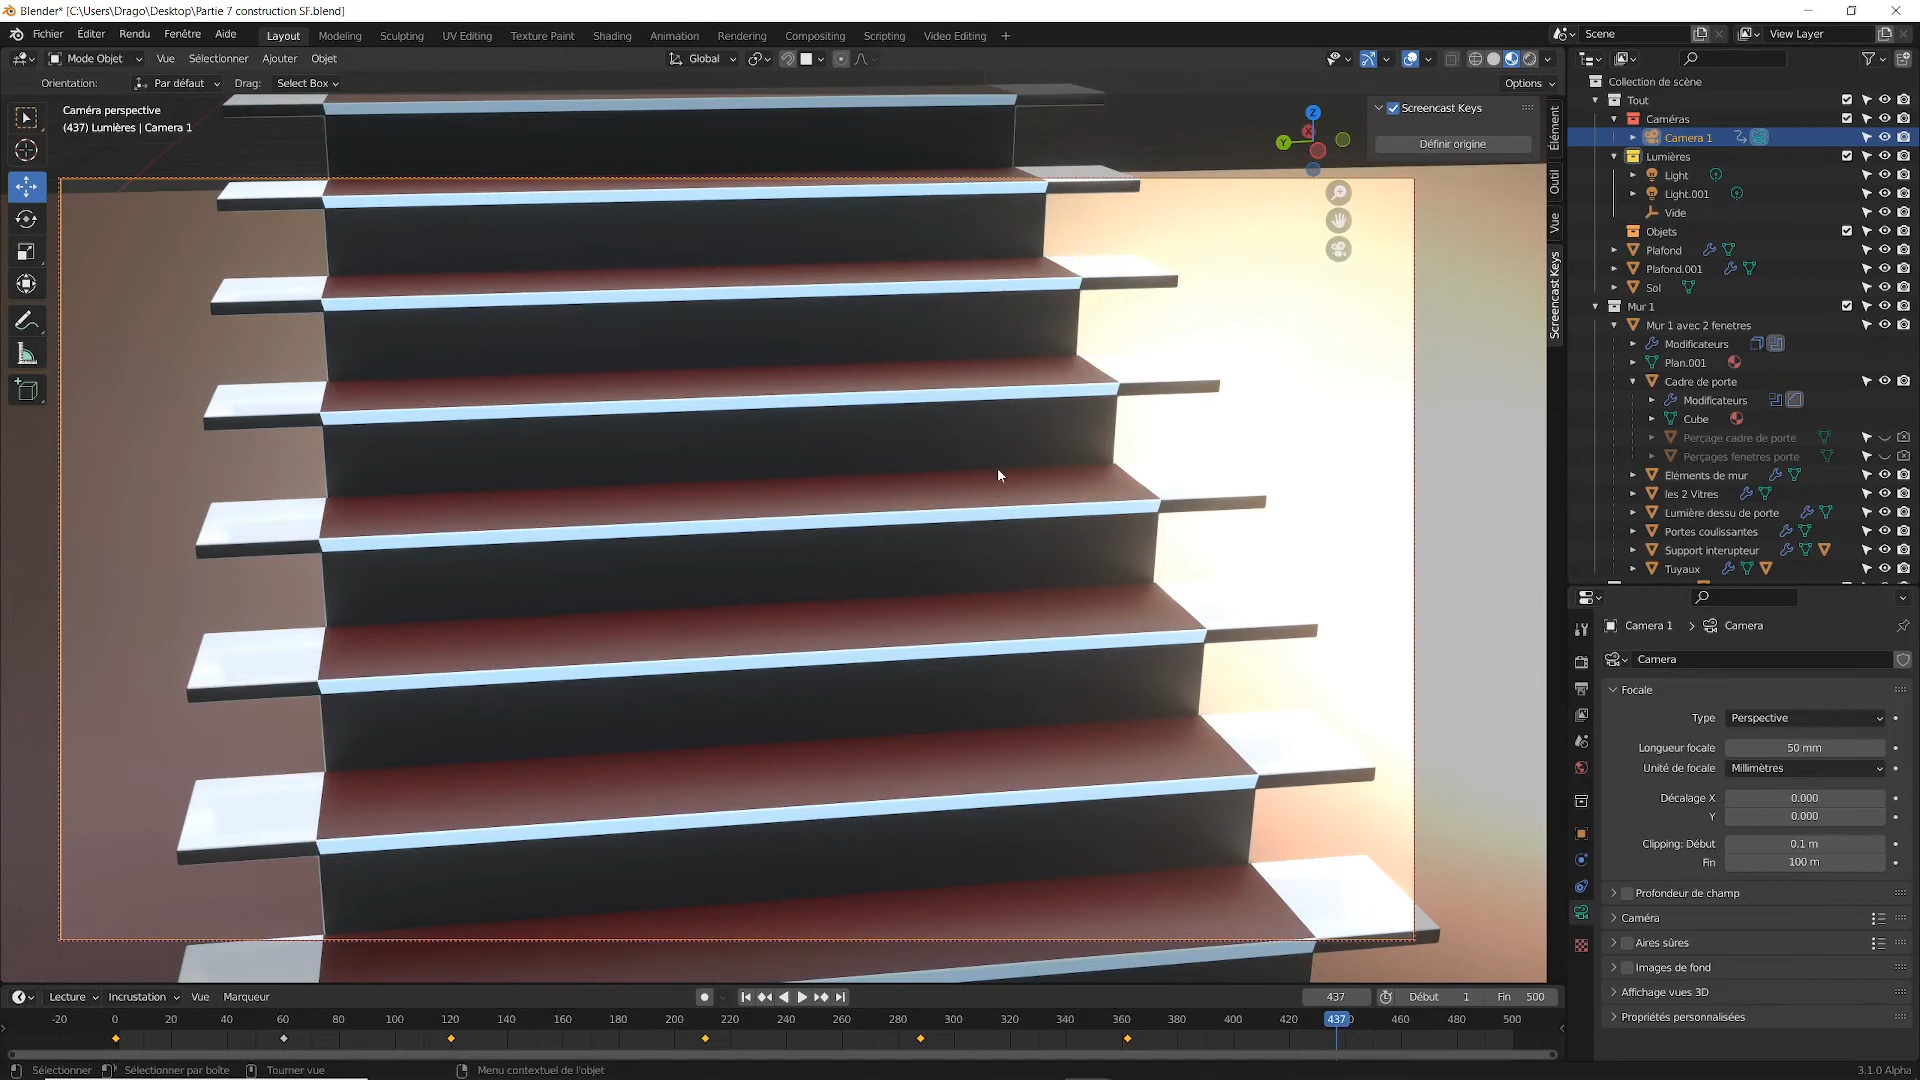 Blender* [C:\Users\Drago\Desktop\Partie 7 construction SF.blend]
Fichier Éditer Rendu Fenêtre Aide Layout Modeling Sculpting UV Editing Texture Paint Shading Animation Rendering Compositing Scripting Video Editing + Scene View Layer
Mode Objet Vue Sélectionner Ajouter Objet Global
Orientation: Par défaut Drag: Select Box Options
Caméra perspective
(437) Lumières | Camera 1
Screencast Keys
Définir origine
Z
X
Y
Élément
Outil
Vue
Screencast Keys
Collection de scène
Tout
Caméras
Camera 1
Lumières
Light
Light.001
Vide
Objets
Plafond
Plafond.001
Sol
Mur 1
Mur 1 avec 2 fenetres
Modificateurs
Plan.001
Cadre de porte
Modificateurs
Cube
Perçage cadre de porte
Perçages fenetres porte
Eléments de mur
les 2 Vitres
Lumière dessu de porte
Portes coulissantes
Support interupteur
Tuyaux
Camera 1 > Camera
Camera
Focale
Type Perspective
Longueur focale 50 mm
Unité de focale Millimètres
Décalage X 0.000
Y 0.000
Clipping: Début 0.1 m
Fin 100 m
Profondeur de champ
Caméra
Aires sûres
Images de fond
Affichage vues 3D
Propriétés personnalisées
Lecture Incrustation Vue Marqueur 437 Début 1 Fin 500
-20 0 20 40 60 80 100 120 140 160 180 200 220 240 260 280 300 320 340 360 380 400 420 437 460 480 500
Sélectionner Sélectionner par boîte Tourner vue Menu contextuel de l'objet 3.1.0 Alpha